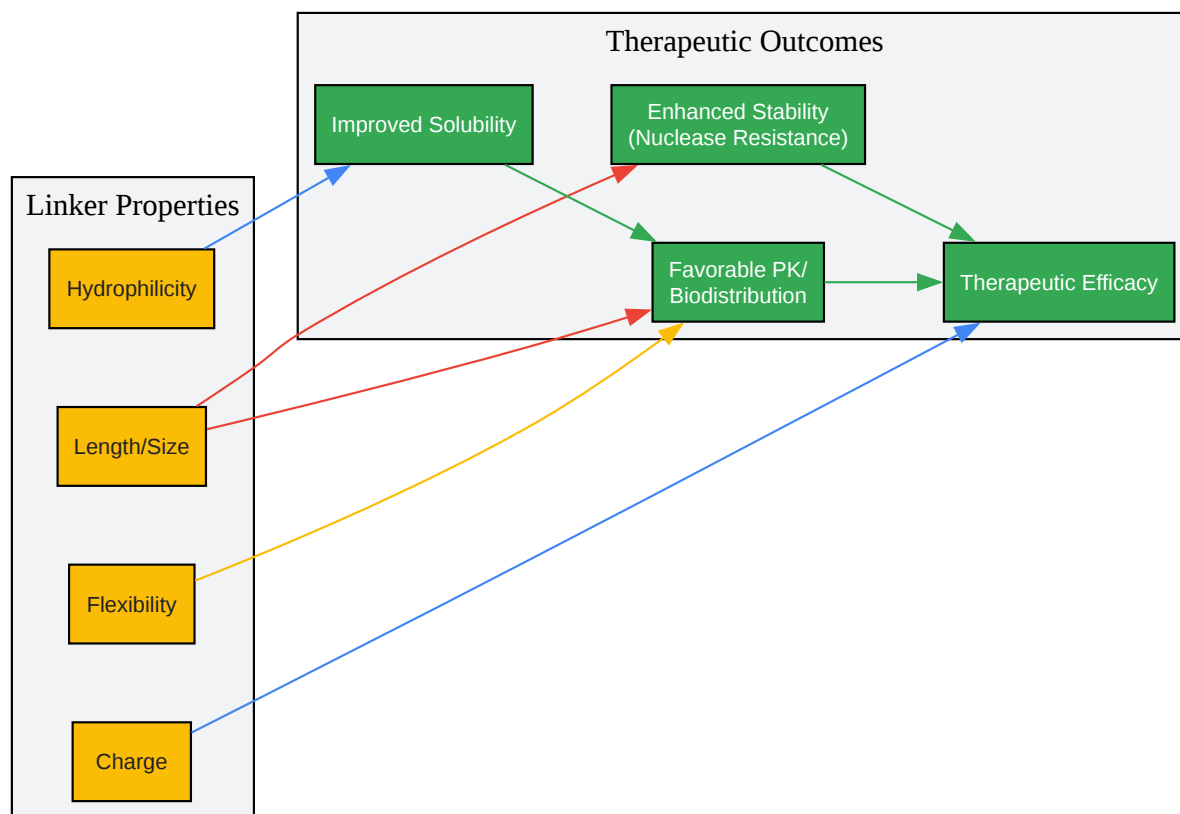 Therapeutic Outcomes
Improved Solubility
Enhanced Stability
(Nuclease Resistance)
Favorable PK/
Biodistribution
Therapeutic Efficacy
Linker Properties
Hydrophilicity
Length/Size
Flexibility
Charge